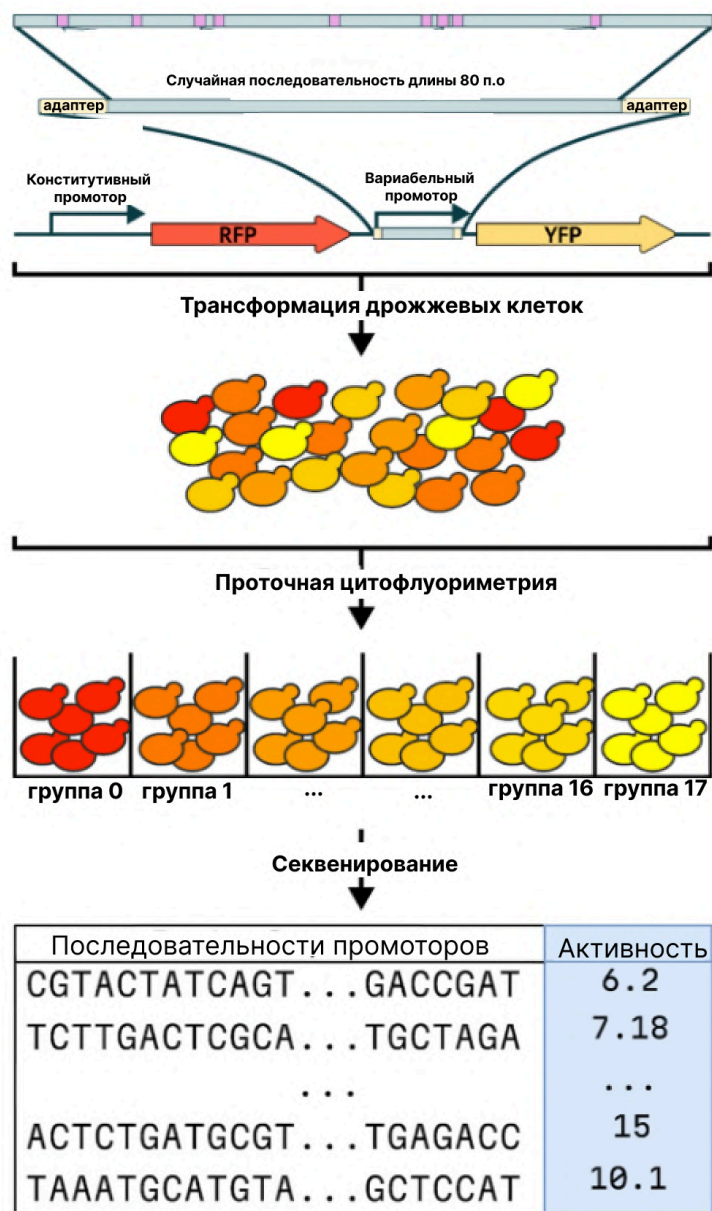 Случайная последовательность длины 80 п.о
адаптер
адаптер
Конститутивный
промотор
Вариабельный
промотор
RFP
YFP
Трансформация дрожжевых клеток
Проточная цитофлуориметрия
группа 0 группа 1 ... ... группа 16 группа 17
Секвенирование
Последовательности промоторов Активность
CGTACTATCAGT...GACCGAT 6.2
TCTTGACTCGCA...TGCTAGA 7.18
... ...
ACTCTGATGCGT...TGAGACC 15
TAAATGCATGTA...GCTCCAT 10.1